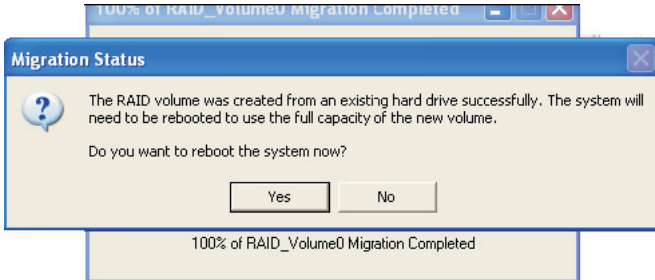 100% of RAID_Volume0 Migration Completed
Migration Status
The RAID volume was created from an existing hard drive successfully. The system will
need to be rebooted to use the full capacity of the new volume.
Do you want to reboot the system now?
Yes No
100% of RAID_Volume0 Migration Completed